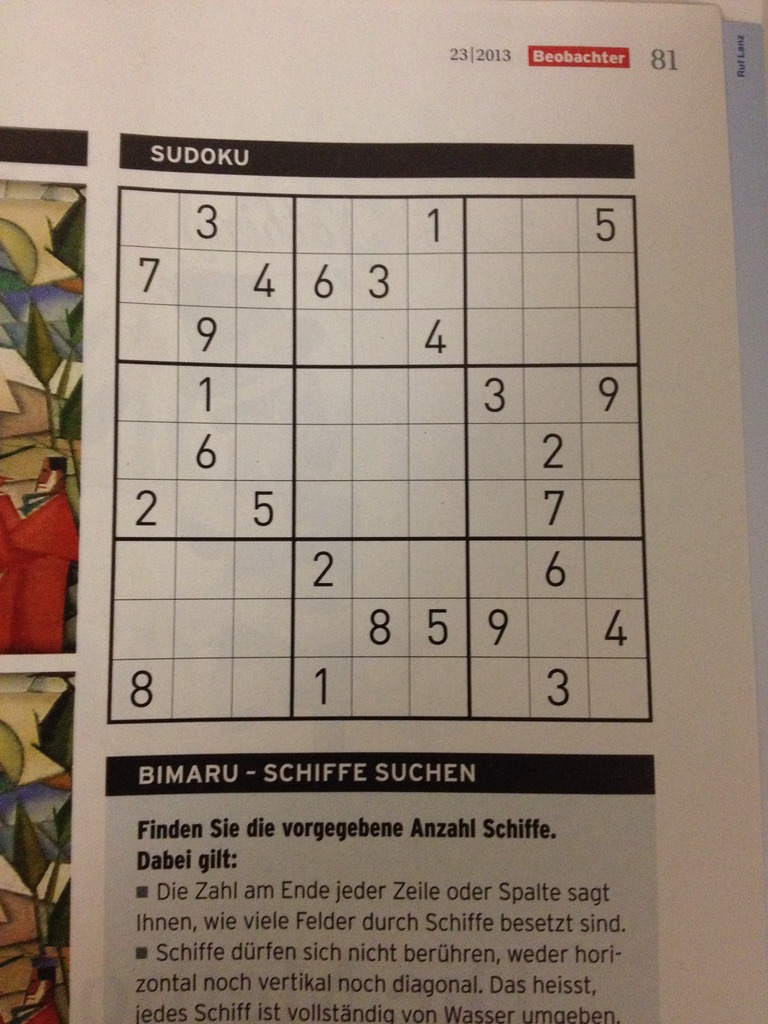 23|2013 Beobachter 81
Ruf Lanz
SUDOKU
3 1 5
7 4 6 3
9 4
1 3 9
6 2
2 5 7
2 6
8 5 9 4
8 1 3
BIMARU – SCHIFFE SUCHEN
Finden Sie die vorgegebene Anzahl Schiffe.
Dabei gilt:
■ Die Zahl am Ende jeder Zeile oder Spalte sagt
Ihnen, wie viele Felder durch Schiffe besetzt sind.
■ Schiffe dürfen sich nicht berühren, weder hori-
zontal noch vertikal noch diagonal. Das heisst,
jedes Schiff ist vollständig von Wasser umgeben,